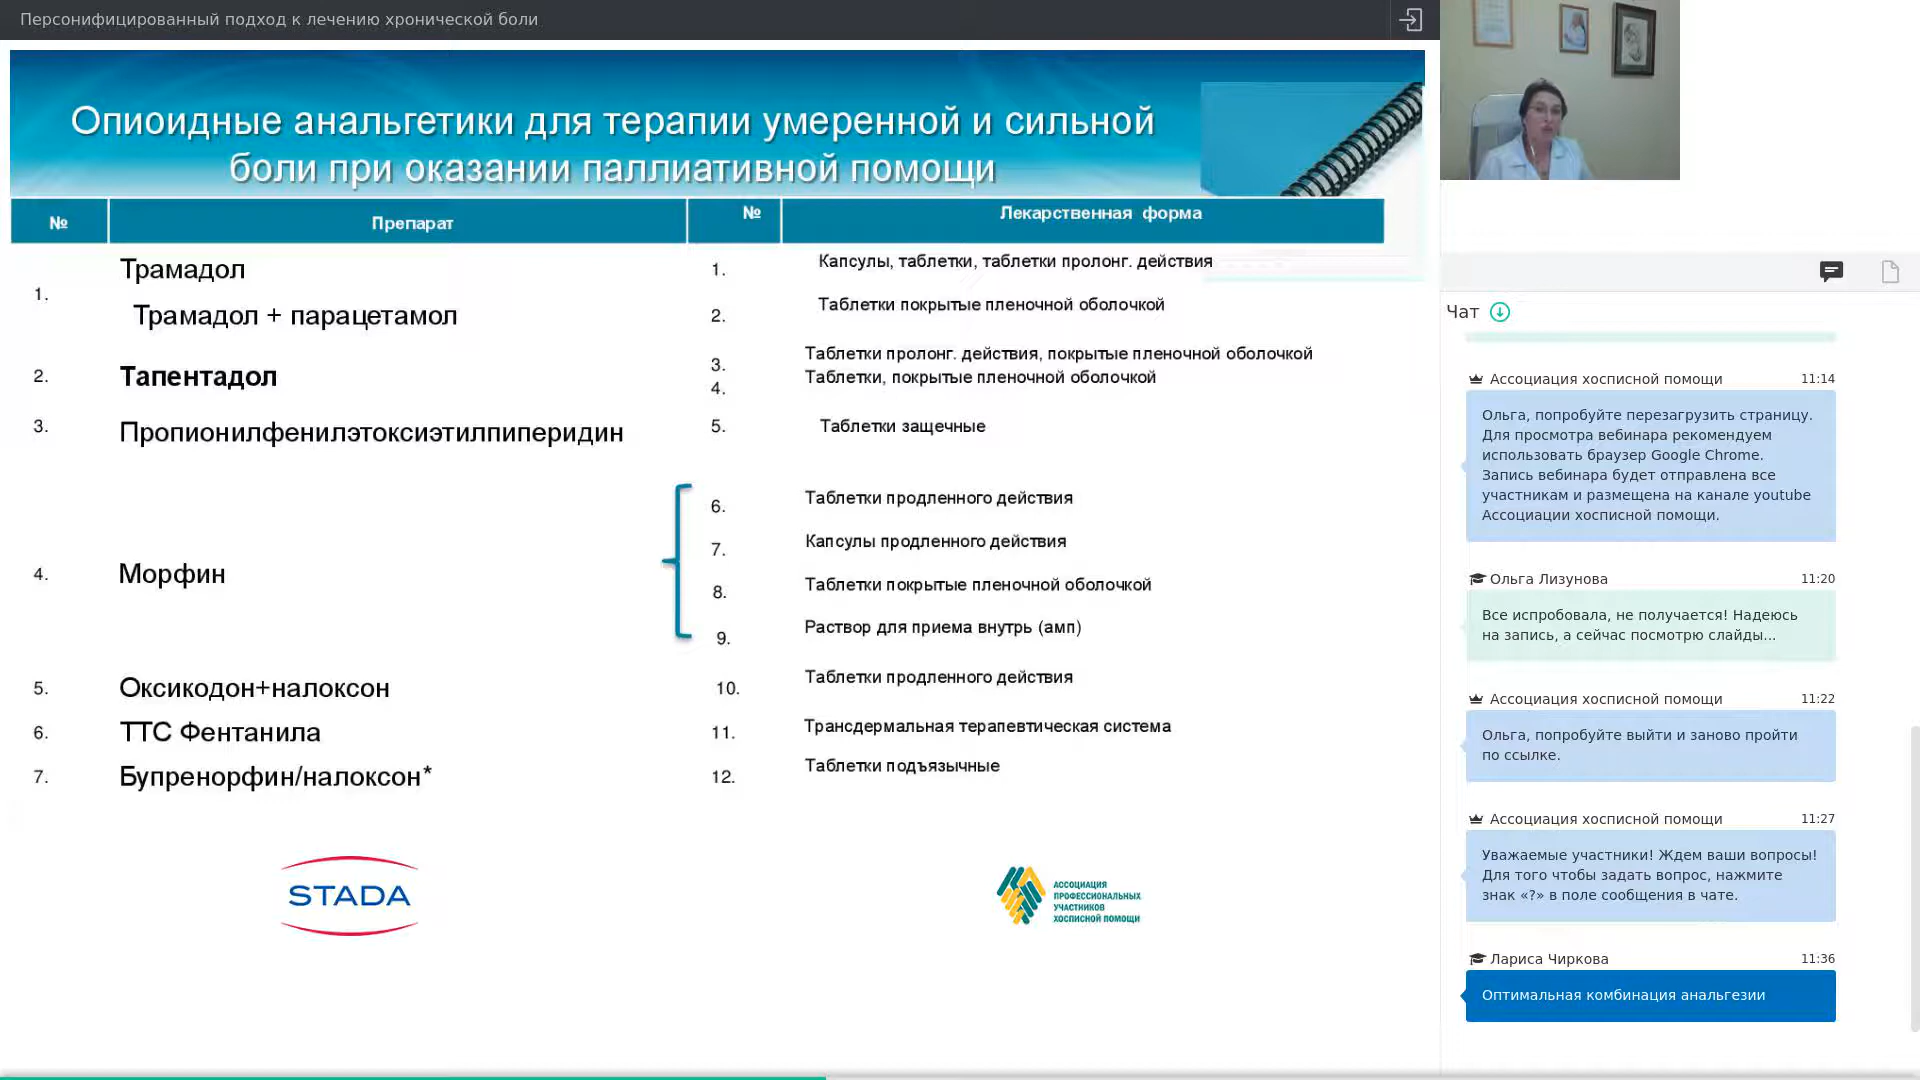 Персонифицированный подход к лечению хронической боли
Опиоидные анальгетики для терапии умеренной и сильной
боли при оказании паллиативной помощи
№ Препарат № Лекарственная форма
1. Трамадол 1. Капсулы, таблетки, таблетки пролонг. действия
Трамадол + парацетамол 2. Таблетки покрытые пленочной оболочкой
2. Тапентадол 3. Таблетки пролонг. действия, покрытые пленочной оболочкой
4. Таблетки, покрытые пленочной оболочкой
3. Пропионилфенилэтоксиэтилпиперидин 5. Таблетки защечные
4. Морфин 6. Таблетки продленного действия
7. Капсулы продленного действия
8. Таблетки покрытые пленочной оболочкой
9. Раствор для приема внутрь (амп)
5. Оксикодон+налоксон 10. Таблетки продленного действия
6. ТТС Фентанила 11. Трансдермальная терапевтическая система
7. Бупренорфин/налоксон* 12. Таблетки подъязычные
STADA
АССОЦИАЦИЯ
ПРОФЕССИОНАЛЬНЫХ
УЧАСТНИКОВ
ХОСПИСНОЙ ПОМОЩИ
Чат
Ассоциация хосписной помощи 11:14
Ольга, попробуйте перезагрузить страницу.
Для просмотра вебинара рекомендуем
использовать браузер Google Chrome.
Запись вебинара будет отправлена все
участникам и размещена на канале youtube
Ассоциации хосписной помощи.
Ольга Лизунова 11:20
Все испробовала, не получается! Надеюсь
на запись, а сейчас посмотрю слайды...
Ассоциация хосписной помощи 11:22
Ольга, попробуйте выйти и заново пройти
по ссылке.
Ассоциация хосписной помощи 11:27
Уважаемые участники! Ждем ваши вопросы!
Для того чтобы задать вопрос, нажмите
знак «?» в поле сообщения в чате.
Лариса Чиркова 11:36
Оптимальная комбинация анальгезии